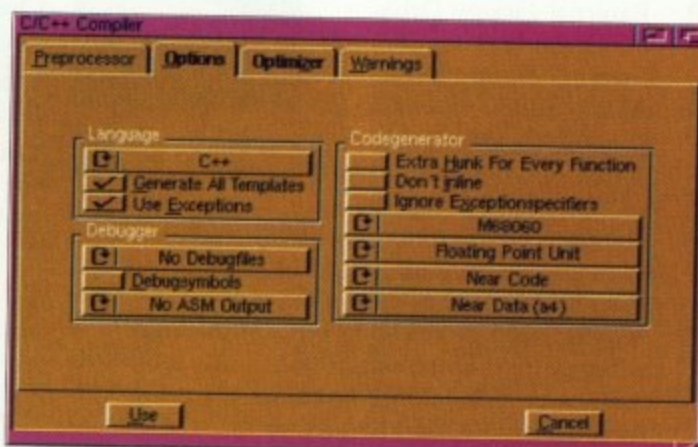 C/C++ Compiler
Preprocessor Options Optimizer Warnings
Language
C++
Generate All Templates
Use Exceptions
Debugger
No Debugfiles
Debugsymbols
No ASM Output
Codegenerator
Extra Hunk For Every Function
Don't inline
Ignore Exceptionspecifiers
M68060
Floating Point Unit
Near Code
Near Data (a4)
Use Cancel